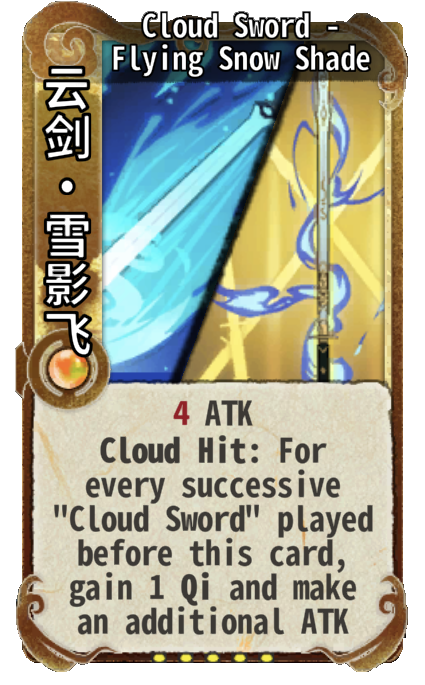 Cloud Sword -
Flying Snow Shade
云剑・雪影飞
4 ATK
Cloud Hit: For
every successive
"Cloud Sword" played
before this card,
gain 1 Qi and make
an additional ATK